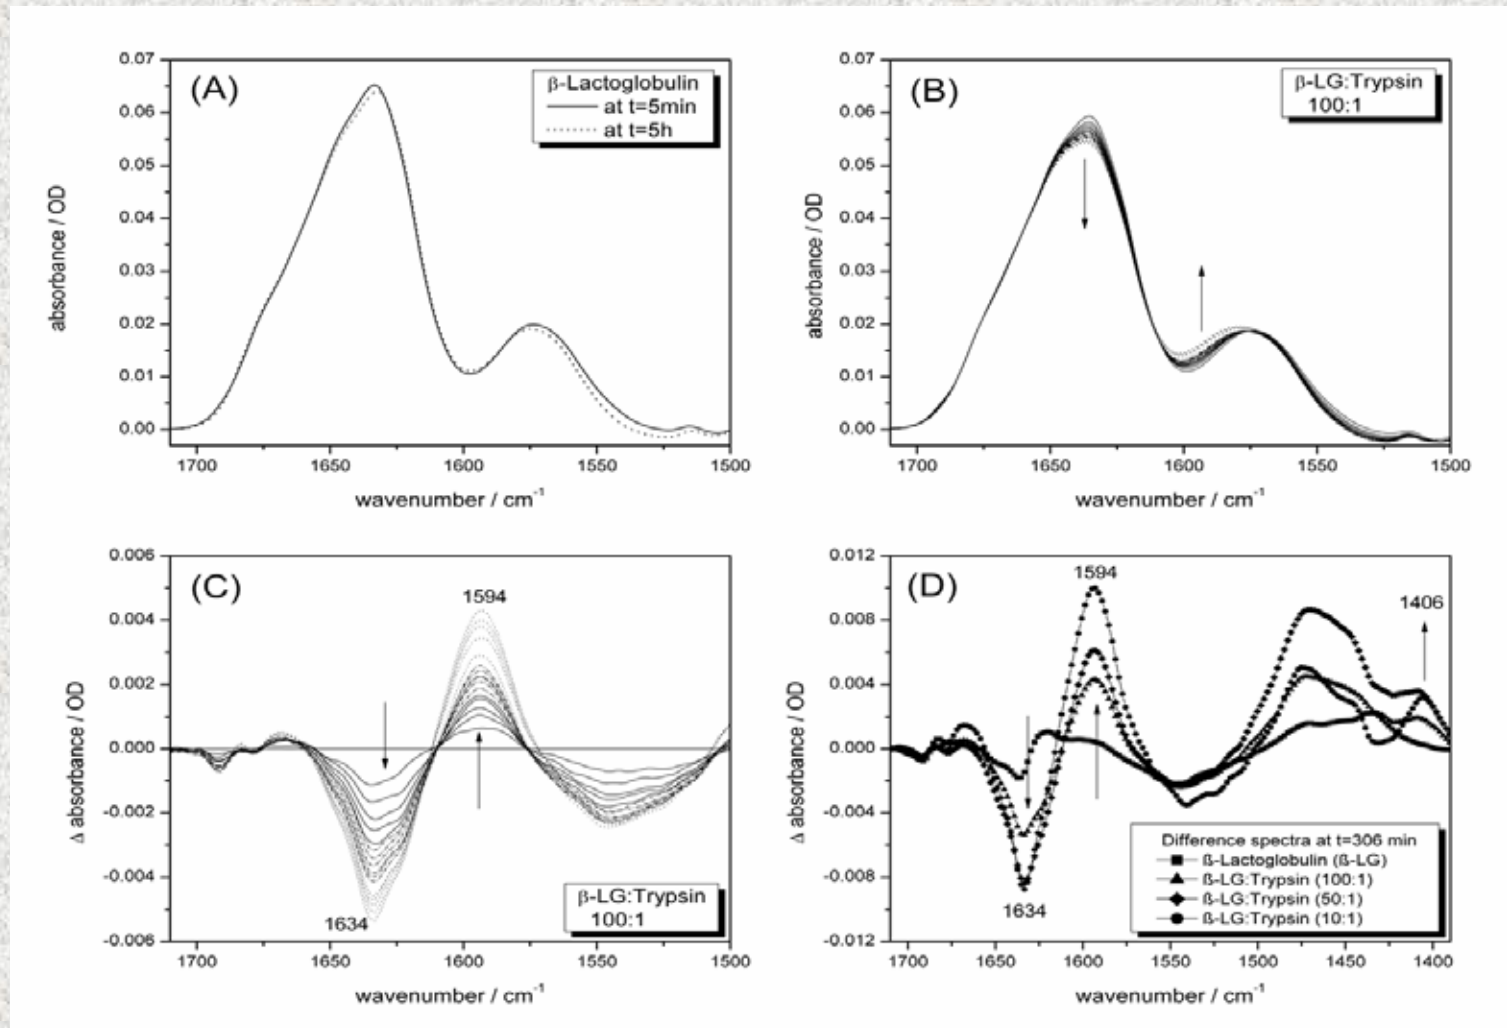 (A)
β-Lactoglobulin
at t=5min
at t=5h
0.07
0.06
0.05
0.04
0.03
0.02
0.01
0.00
absorbance / OD
1700 1650 1600 1550 1500
wavenumber / cm⁻¹
(B)
β-LG:Trypsin
100:1
0.07
0.06
0.05
0.04
0.03
0.02
0.01
0.00
absorbance / OD
1700 1650 1600 1550 1500
wavenumber / cm⁻¹
(C)
1594
1634
β-LG:Trypsin
100:1
0.006
0.004
0.002
0.000
-0.002
-0.004
-0.006
Δ absorbance / OD
1700 1650 1600 1550 1500
wavenumber / cm⁻¹
(D)
1594
1406
1634
Difference spectra at t=306 min
ß-Lactoglobulin (ß-LG)
ß-LG:Trypsin (100:1)
ß-LG:Trypsin (50:1)
ß-LG:Trypsin (10:1)
0.012
0.008
0.004
0.000
-0.004
-0.008
-0.012
Δ absorbance / OD
1700 1650 1600 1550 1500 1450 1400
wavenumber / cm⁻¹